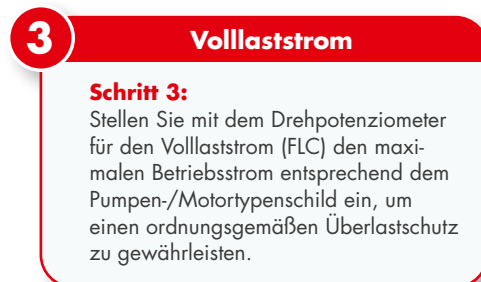 3
Volllaststrom
Schritt 3:
Stellen Sie mit dem Drehpotenziometer
für den Volllaststrom (FLC) den maxi-
malen Betriebsstrom entsprechend dem
Pumpen-/Motortypenschild ein, um
einen ordnungsgemäßen Überlastschutz
zu gewährleisten.